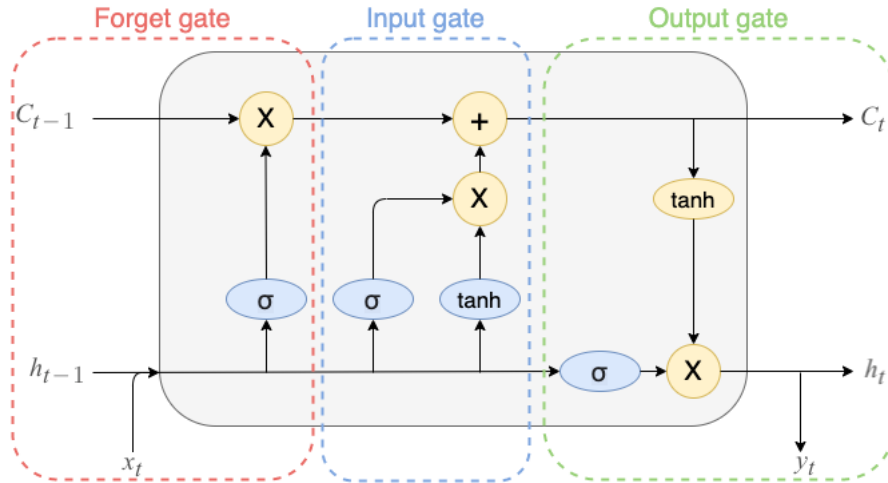 Forget gate Input gate Output gate
C_{t−1} X + C_t
X tanh
σ σ tanh
h_{t−1} σ X h_t
x_t y_t